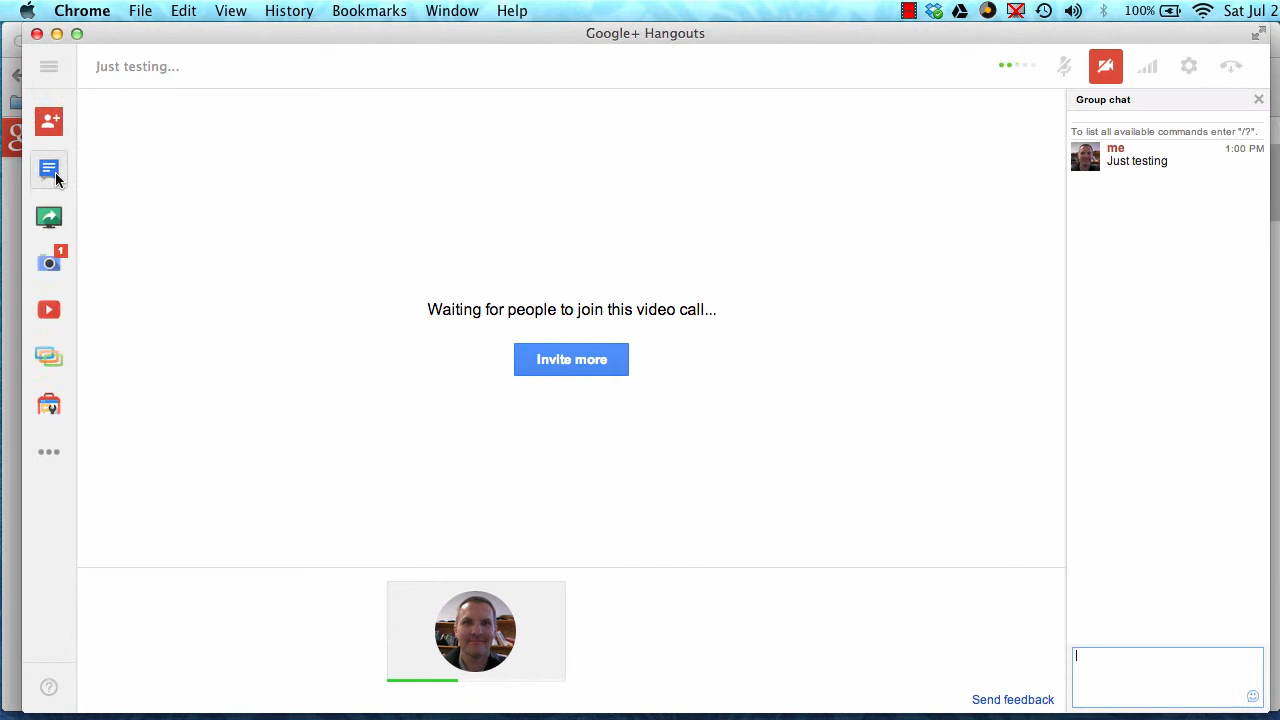 Chrome File Edit View History Bookmarks Window Help 100% Sat Jul 2
Google+ Hangouts
Just testing...
Group chat
To list all available commands enter "/?".
me 1:00 PM
Just testing
1
Waiting for people to join this video call...
Invite more
Send feedback